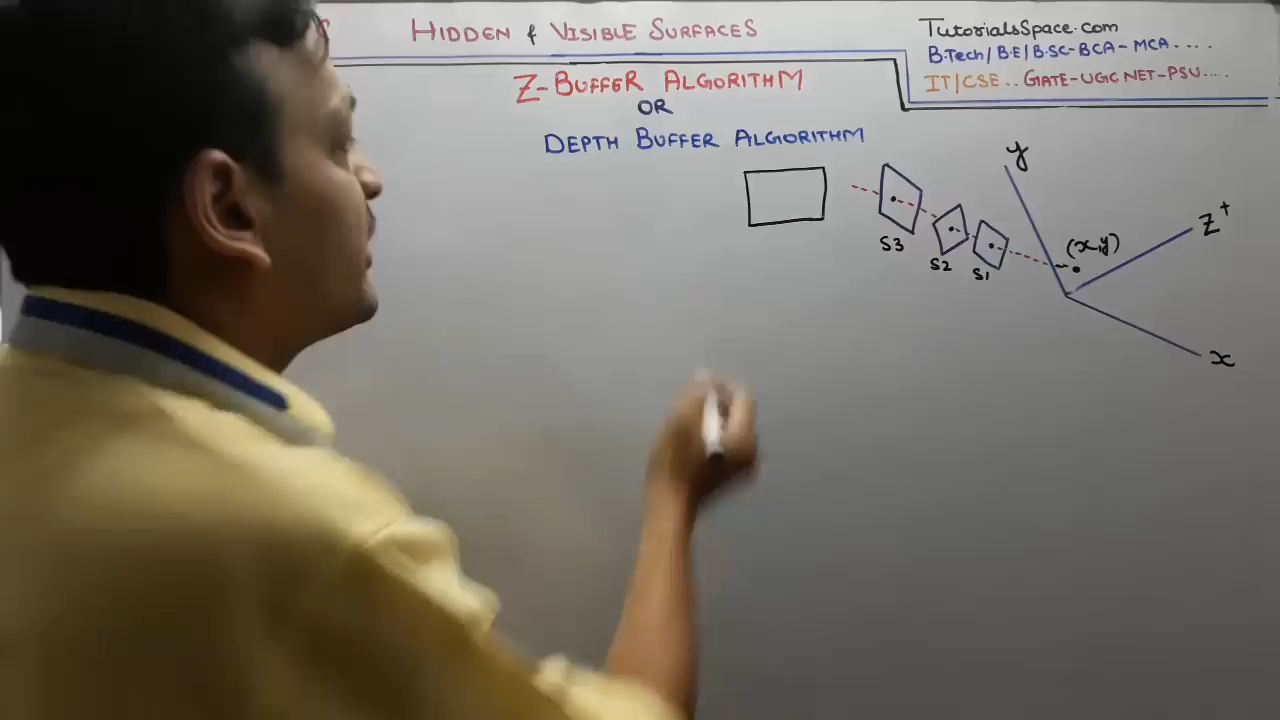 HIDDEN & VISIBLE SURFACES
TutorialsSpace.com
B.Tech/B.E/B.SC-BCA-MCA....
IT/CSE..GATE-UGC NET-PSU.....
Z-BUFFER ALGORITHM
OR
DEPTH BUFFER ALGORITHM
y
Z+
(x,y)
S3
S2
S1
x